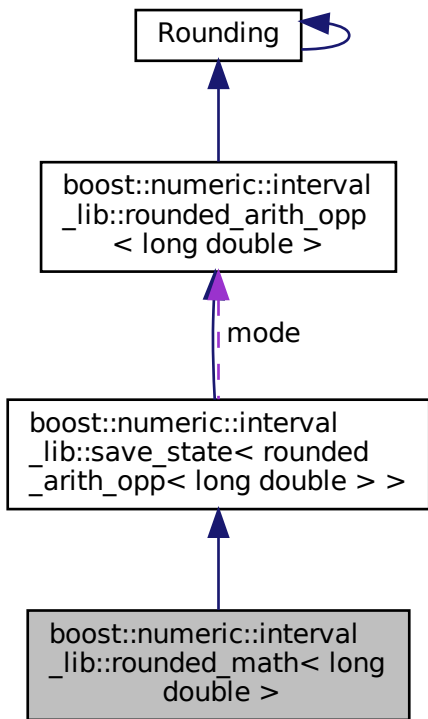 Rounding
boost::numeric::interval
_lib::rounded_arith_opp
< long double >
mode
boost::numeric::interval
_lib::save_state< rounded
_arith_opp< long double > >
boost::numeric::interval
_lib::rounded_math< long
double >